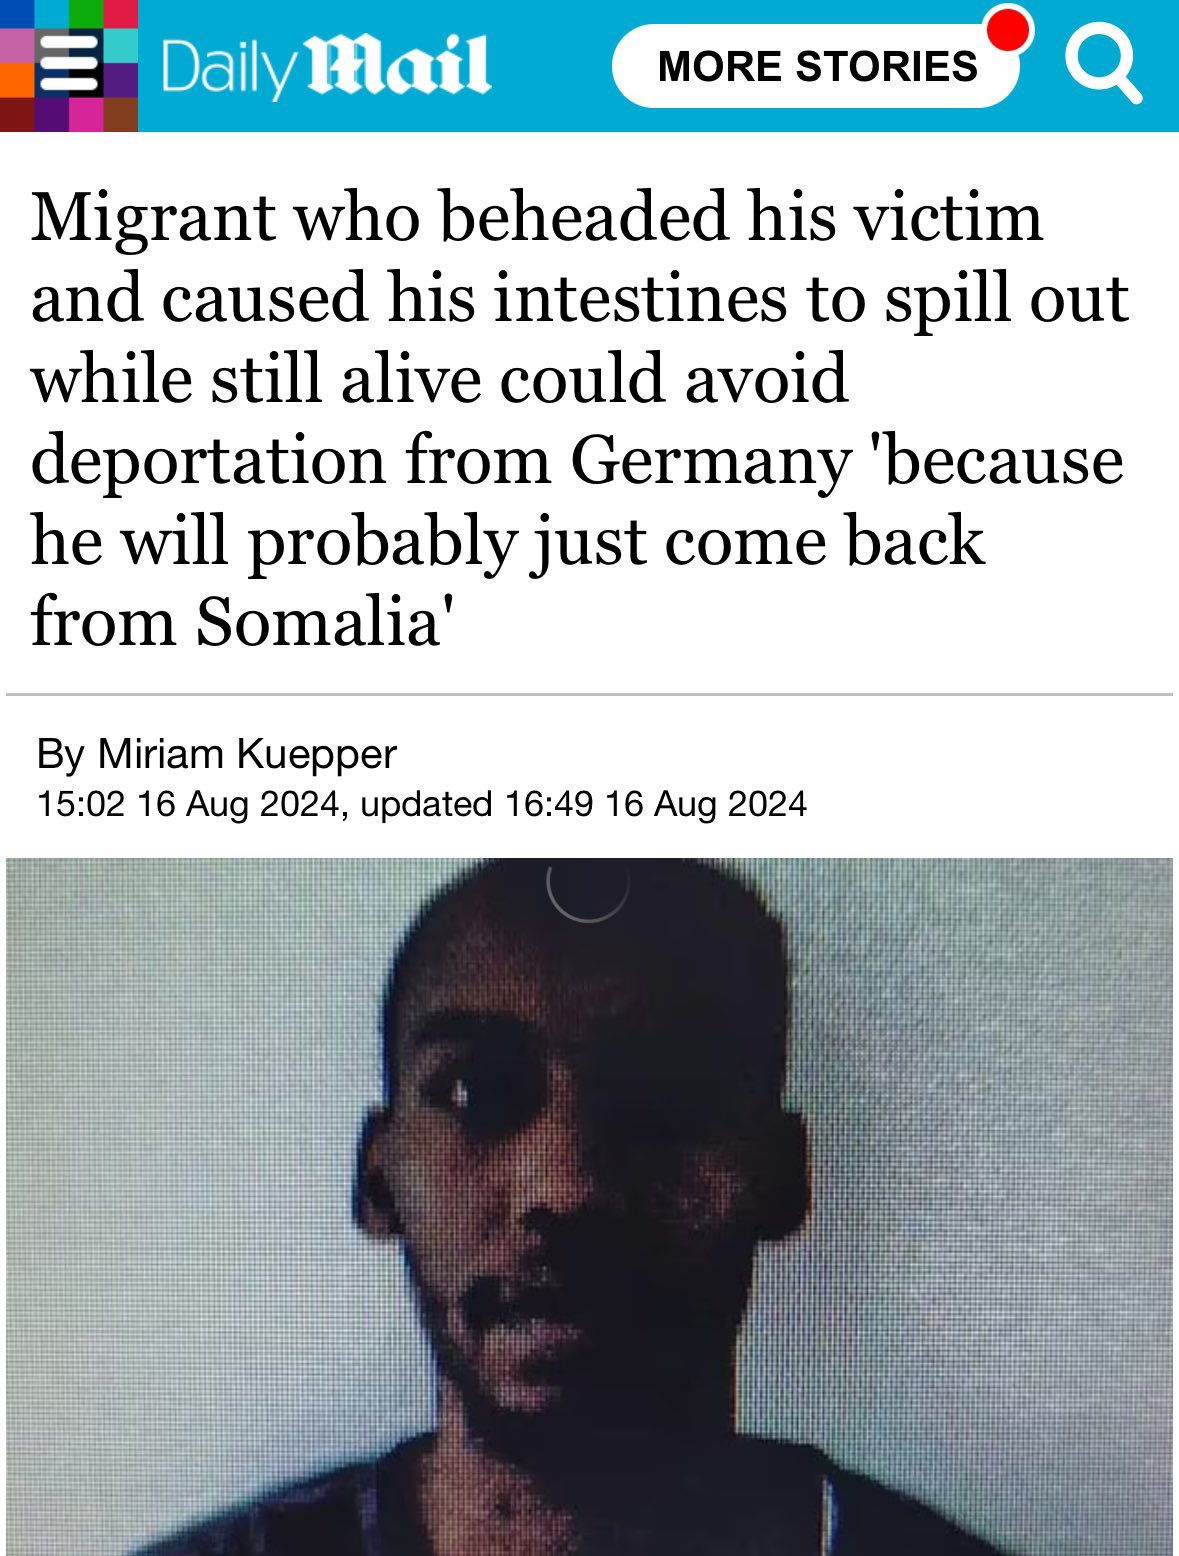 Daily Mail
MORE STORIES
Migrant who beheaded his victim
and caused his intestines to spill out
while still alive could avoid
deportation from Germany 'because
he will probably just come back
from Somalia'
By Miriam Kuepper
15:02 16 Aug 2024, updated 16:49 16 Aug 2024